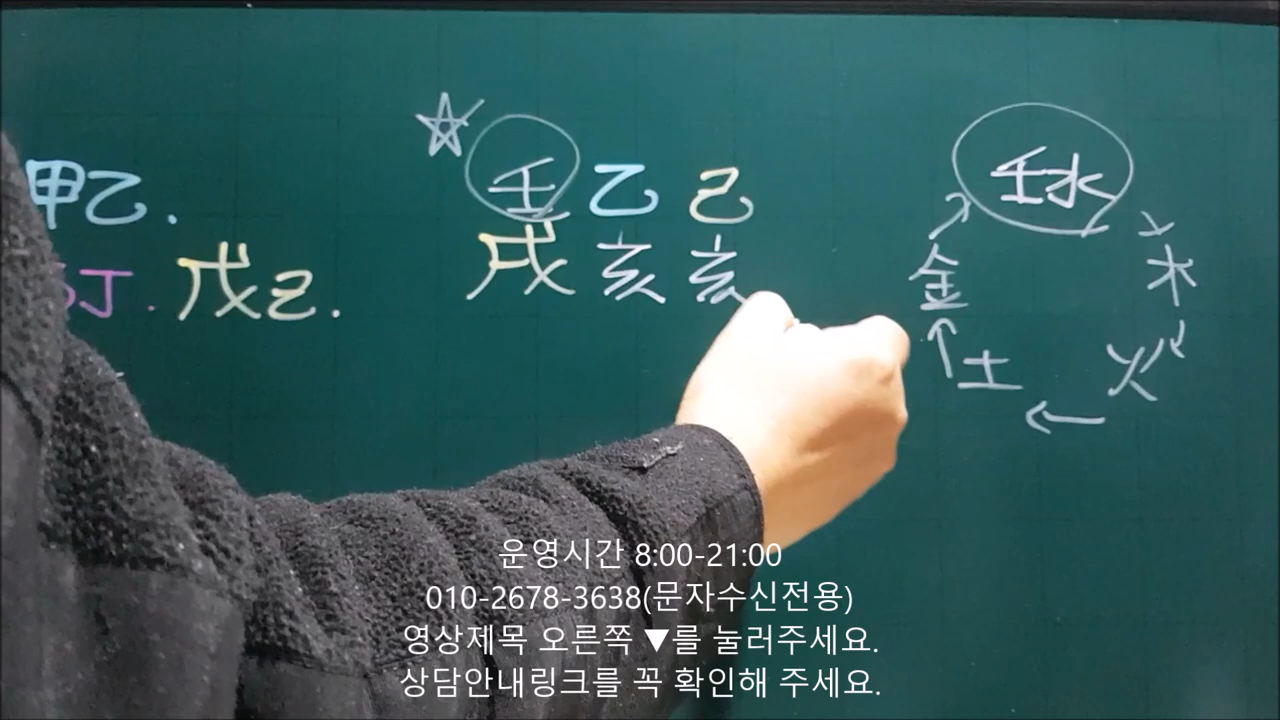 甲乙.
丁. 戊己.
壬 乙 己
戌 亥 亥
壬水
金 木
土 火
운영시간 8:00-21:00
010-2678-3638(문자수신전용)
영상제목 오른쪽 ▼를 눌러주세요.
상담안내링크를 꼭 확인해 주세요.